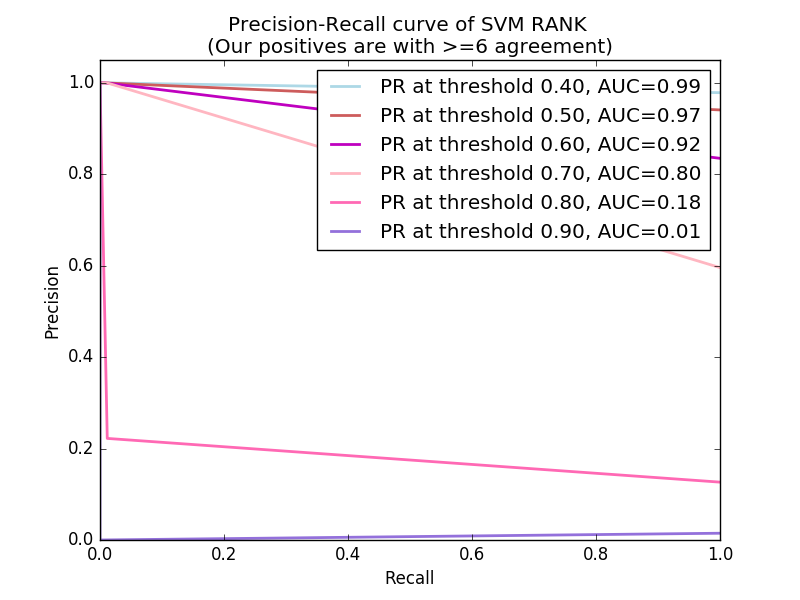 Precision-Recall curve of SVM RANK
(Our positives are with >=6 agreement)
PR at threshold 0.40, AUC=0.99
PR at threshold 0.50, AUC=0.97
PR at threshold 0.60, AUC=0.92
PR at threshold 0.70, AUC=0.80
PR at threshold 0.80, AUC=0.18
PR at threshold 0.90, AUC=0.01
Precision
1.0
0.8
0.6
0.4
0.2
0.0
0.0 0.2 0.4 0.6 0.8 1.0
Recall